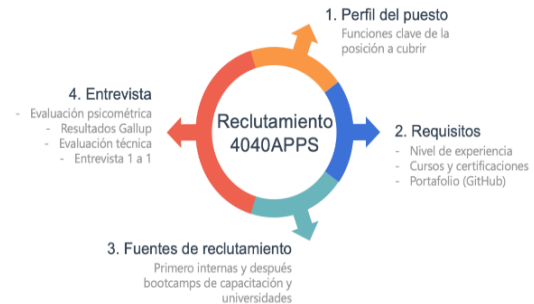 1. Perfil del puesto
Funciones clave de la
posición a cubrir
Reclutamiento
4040APPS
2. Requisitos
- Nivel de experiencia
- Cursos y certificaciones
- Portafolio (GitHub)
3. Fuentes de reclutamiento
Primero internas y después
bootcamps de capacitación y
universidades
4. Entrevista
- Evaluación psicométrica
- Resultados Gallup
- Evaluación técnica
- Entrevista 1 a 1